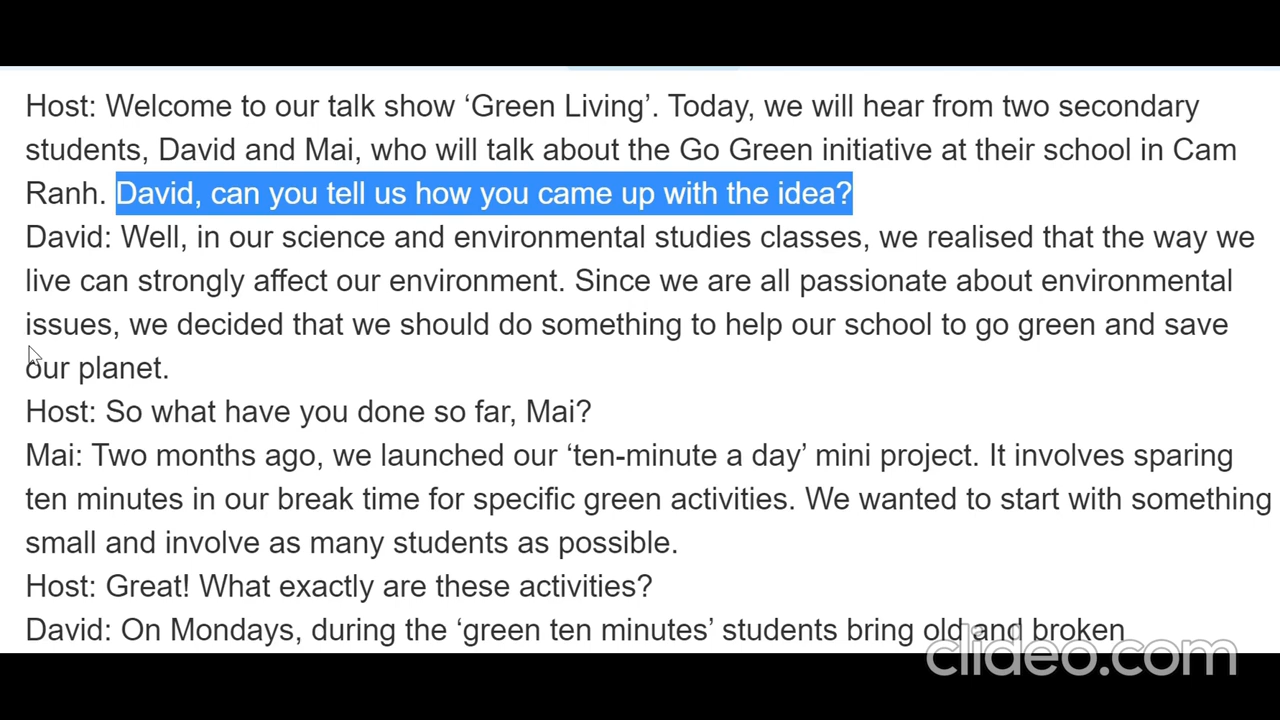 Host: Welcome to our talk show ‘Green Living’. Today, we will hear from two secondary
students, David and Mai, who will talk about the Go Green initiative at their school in Cam
Ranh. David, can you tell us how you came up with the idea?
David: Well, in our science and environmental studies classes, we realised that the way we
live can strongly affect our environment. Since we are all passionate about environmental
issues, we decided that we should do something to help our school to go green and save
our planet.
Host: So what have you done so far, Mai?
Mai: Two months ago, we launched our ‘ten-minute a day’ mini project. It involves sparing
ten minutes in our break time for specific green activities. We wanted to start with something
small and involve as many students as possible.
Host: Great! What exactly are these activities?
David: On Mondays, during the ‘green ten minutes’ students bring old and broken
clideo.com